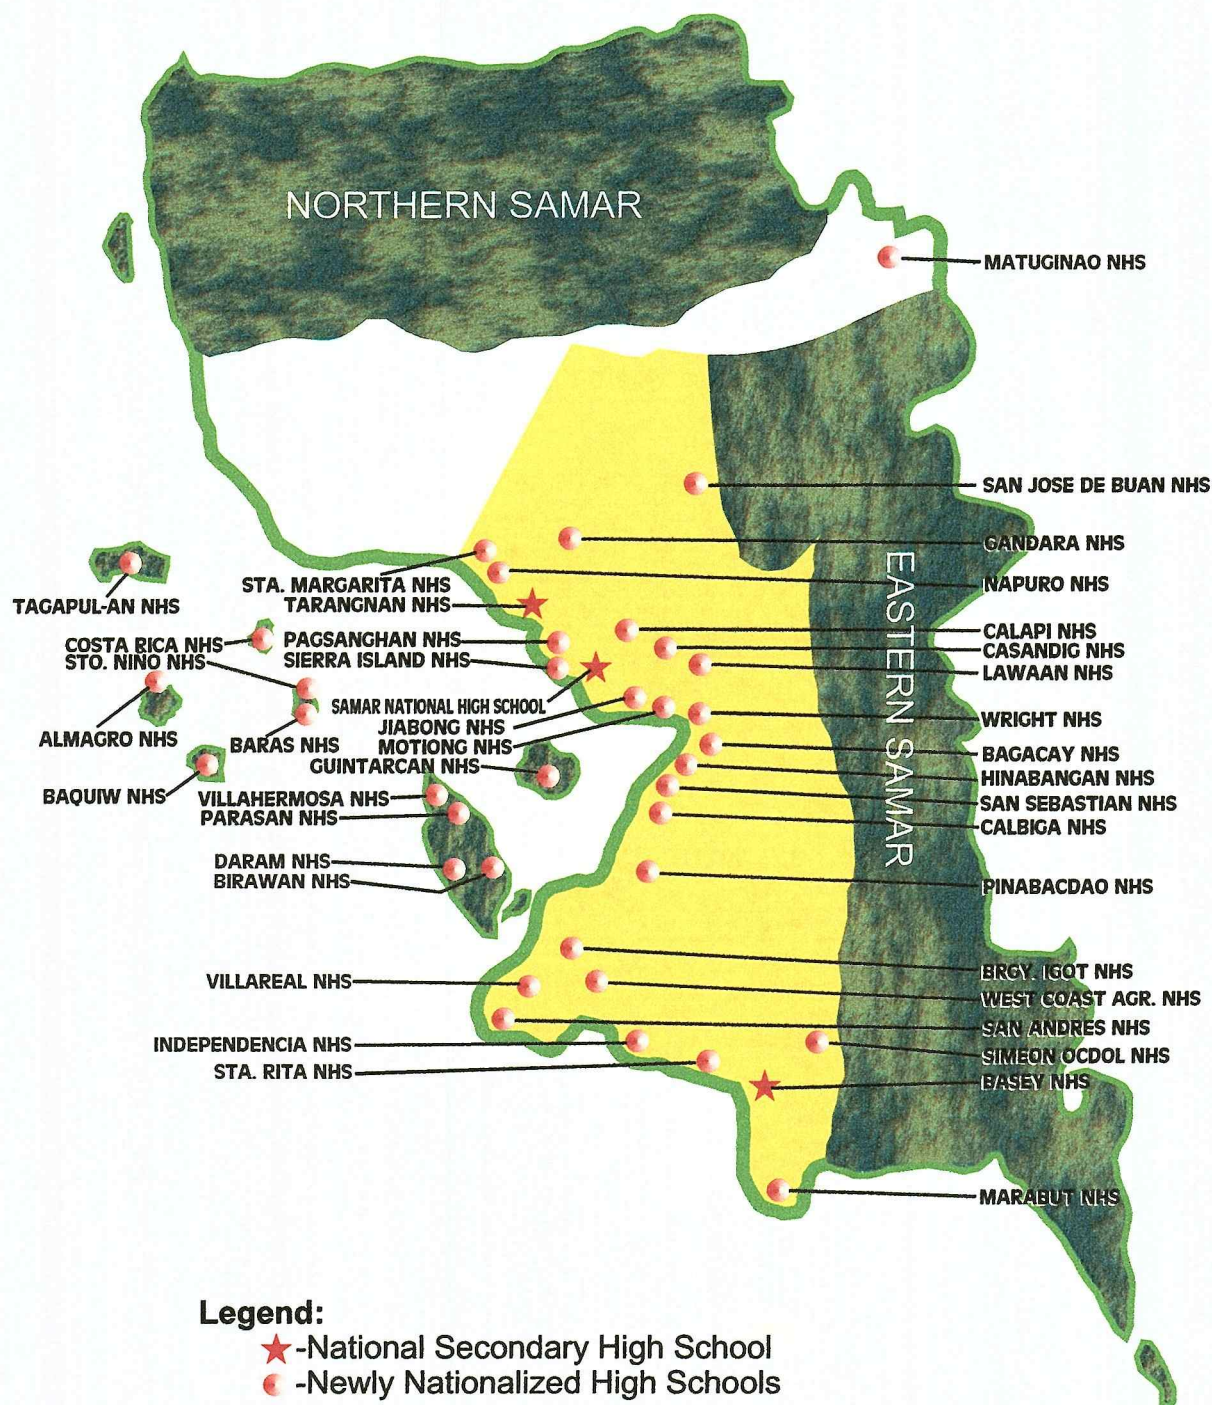 NORTHERN SAMAR
MATUGINAO NHS
SAN JOSE DE BUAN NHS
GANDARA NHS
NAPURO NHS
STA. MARGARITA NHS
TARANGNAN NHS
TAGAPUL-AN NHS
COSTA RICA NHS
STO. NINO NHS
PAGSANGHAN NHS
SIERRA ISLAND NHS
CALAPI NHS
CASANDIG NHS
LAWAAN NHS
EASTERN SAMAR
SAMAR NATIONAL HIGH SCHOOL
JIABONG NHS
MOTIONG NHS
GUINTARCAN NHS
ALMAGRO NHS
BARAS NHS
WRIGHT NHS
BAGACAY NHS
HINABANGAN NHS
SAN SEBASTIAN NHS
CALBIGA NHS
BAQUIW NHS
VILLAHERMOSA NHS
PARASAN NHS
DARAM NHS
BIRAWAN NHS
PINABACDAO NHS
VILLAREAL NHS
BRGY. IGOT NHS
WEST COAST AGR. NHS
SAN ANDRES NHS
INDEPENDENCIA NHS
SIMEON OCDOL NHS
STA. RITA NHS
BASEY NHS
MARABUT NHS
Legend:
-National Secondary High School
-Newly Nationalized High Schools